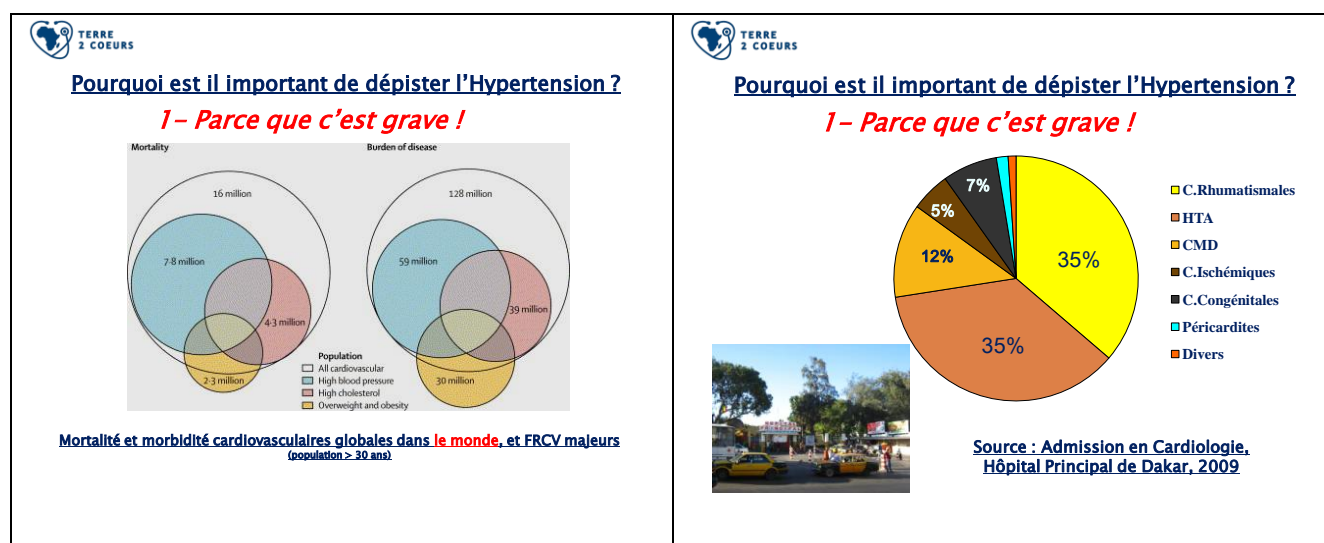 TERRE
2 COEURS
Pourquoi est il important de dépister l’Hypertension ?
1- Parce que c’est grave !
Mortality
Burden of disease
16 million
7·8 million
4·3 million
2·3 million
128 million
59 million
39 million
30 million
Population
All cardiovascular
High blood pressure
High cholesterol
Overweight and obesity
Mortalité et morbidité cardiovasculaires globales dans le monde, et FRCV majeurs
(population > 30 ans)
TERRE
2 COEURS
Pourquoi est il important de dépister l’Hypertension ?
1- Parce que c’est grave !
7%
5%
12%
35%
35%
C.Rhumatismales
HTA
CMD
C.Ischémiques
C.Congénitales
Péricardites
Divers
Source : Admission en Cardiologie,
Hôpital Principal de Dakar, 2009